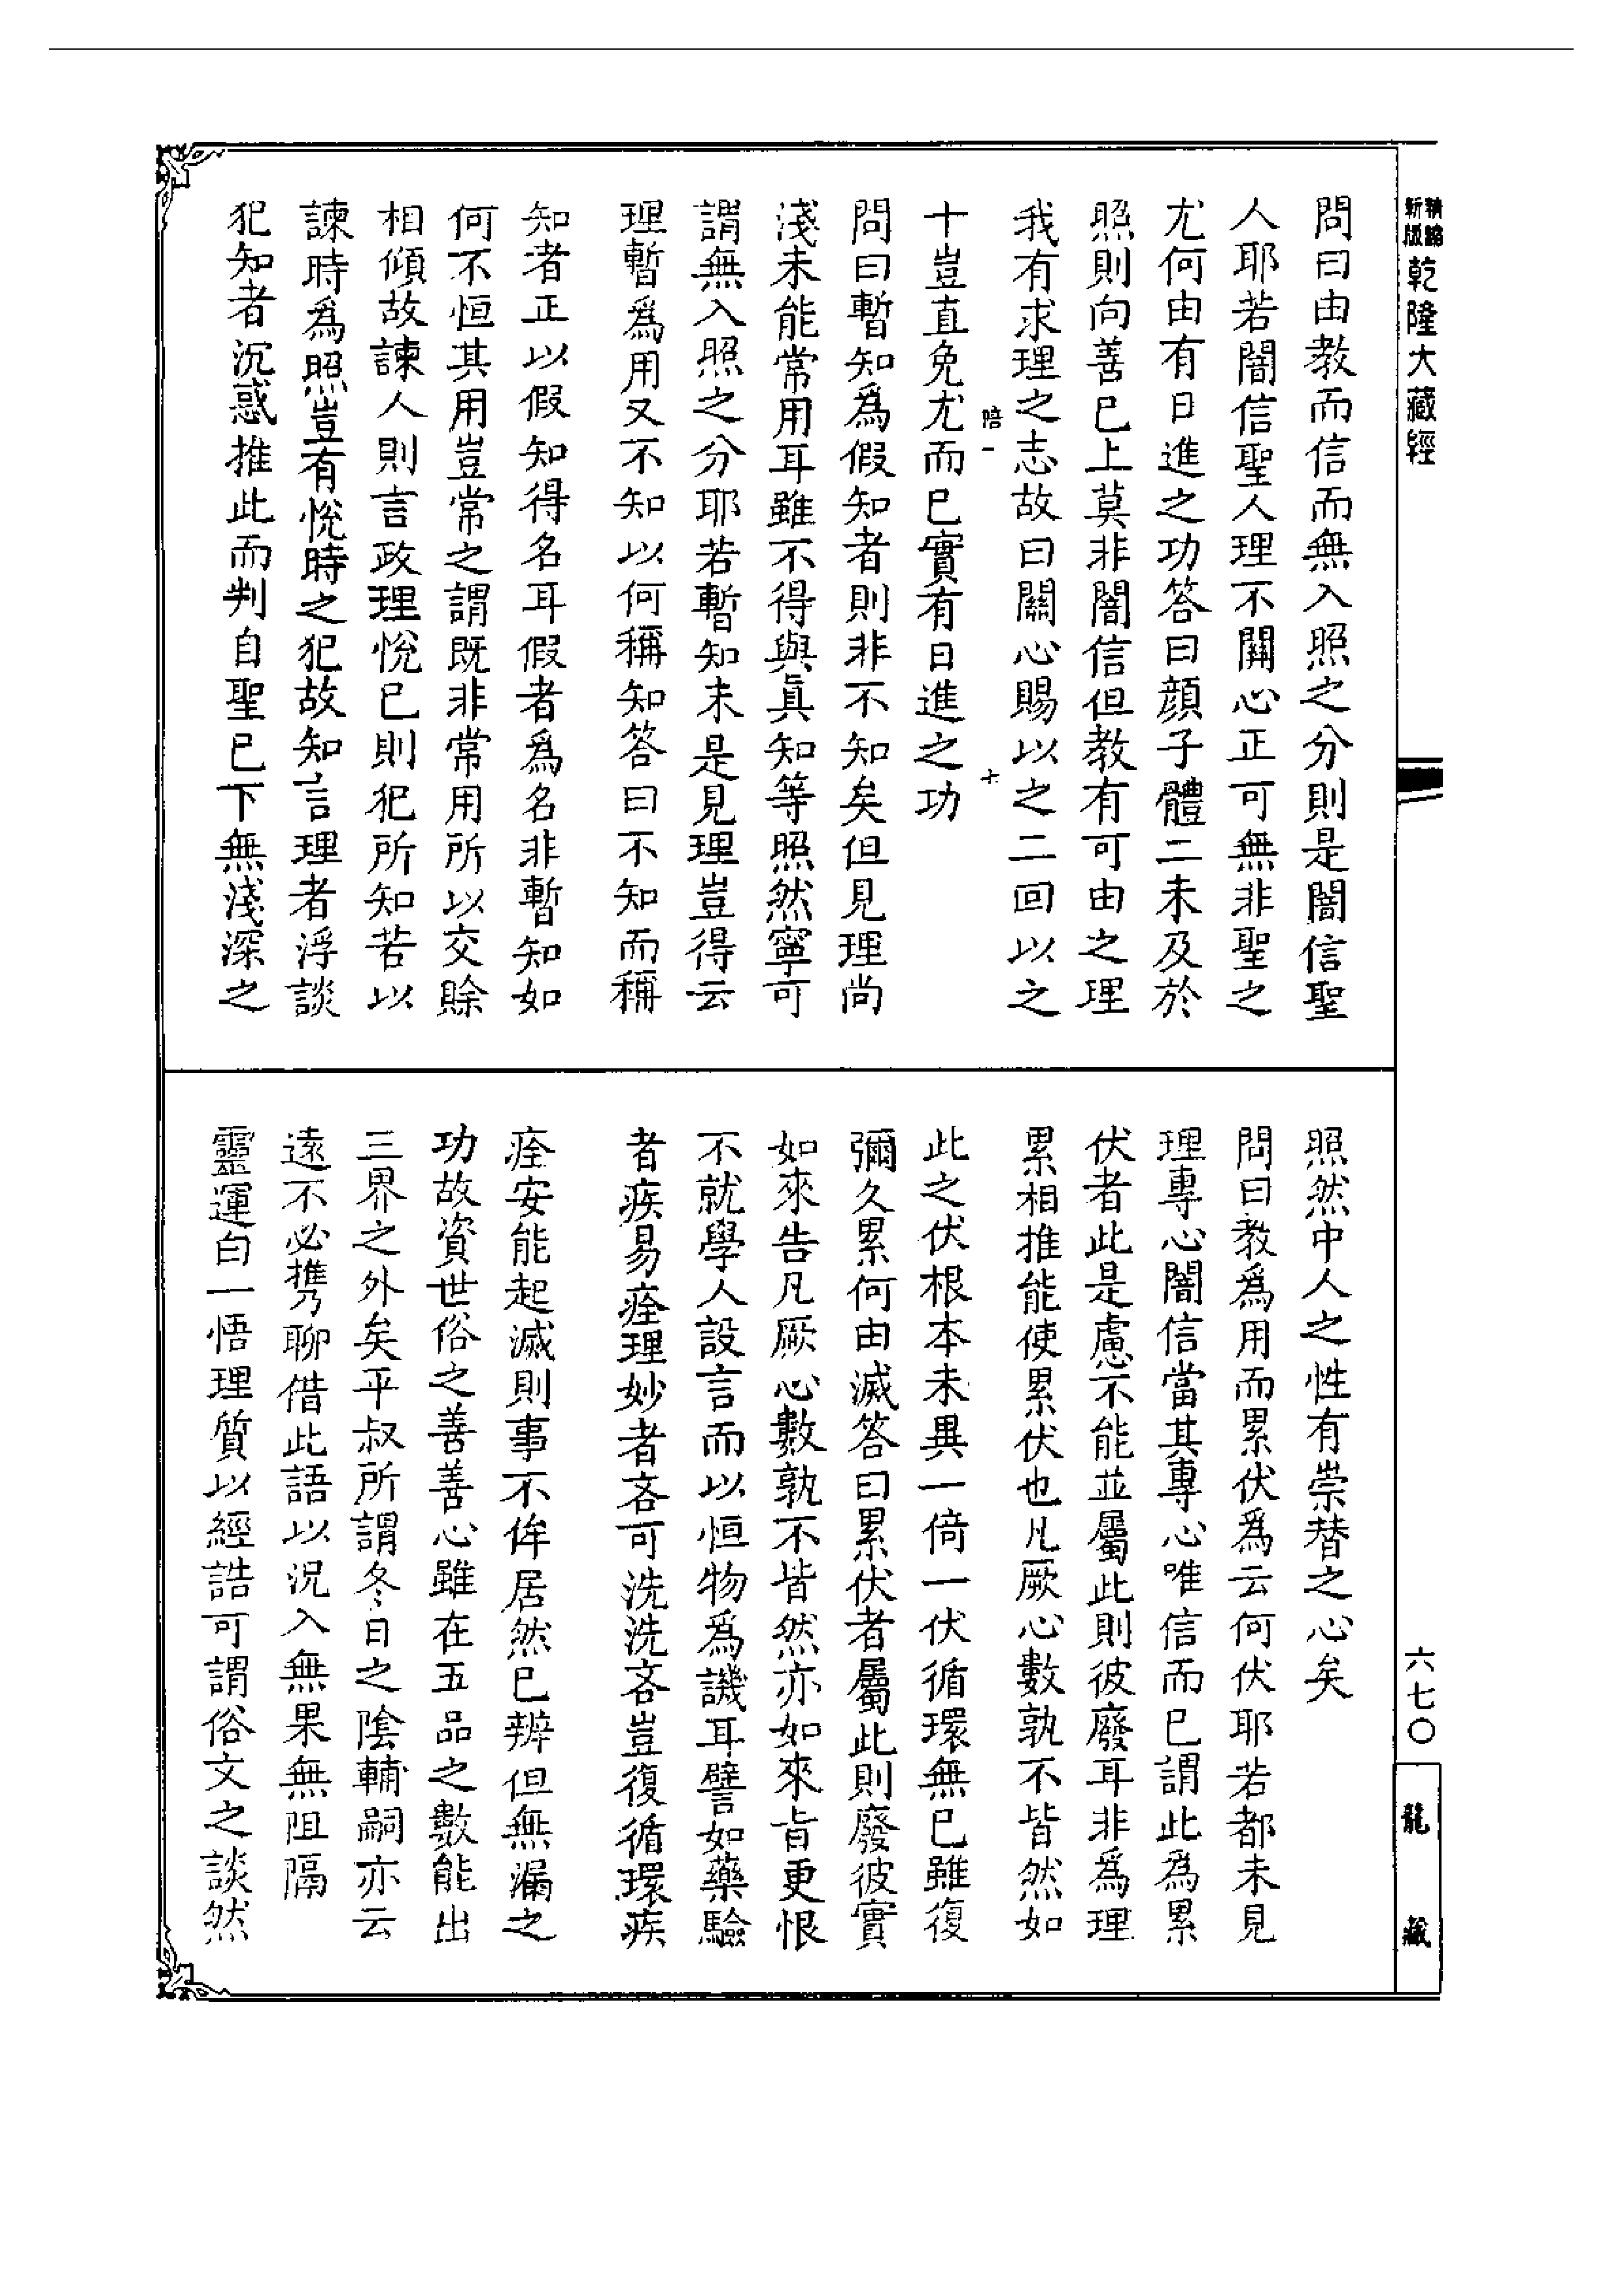 新版
精縮
乾隆大藏經
問曰由教而信而無入照之分則是闇信聖
人耶若闇信聖人理不關心正可無非聖之
尤何由有日進之功答曰顏子體二未及於
照則向善已上莫非闇信但教有可由之理
我有求理之志故曰關心賜以之二回以之
十豈直免尤而已實有日進之功
問曰暫知為假知者則非不知矣但見理尚
淺未能常用耳雖不得與真知等照然寧可
謂無入照之分耶若暫知未是見理豈得云
理暫為用又不知以何稱知答曰不知而稱
知者正以假知得名耳假者為名非暫知如
何不恒其用豈常之謂既非常用所以交賒
相傾故諫人則言政理悅已則犯所知若以
諫時為照豈有悅時之犯故知言理者浮談
犯知者沉惑推此而判自聖已下無淺深之
照然中人之性有崇替之心矣
問曰教為用而累伏為云何伏耶若都未見
理專心闇信當其專心唯信而已謂此為累
伏者此是慮不能並屬此則彼廢耳非為理
累相推能使累伏也凡厥心數孰不皆然如
此之伏根本未異一倚一伏循環無已雖復
彌久累何由滅答曰累伏者屬此則廢彼實
如來告凡厥心數孰不皆然亦如來旨更恨
不就學人設言而以恒物為譏耳譬如藥驗
者疾易痊理妙者吝可洗洗吝豈復循環疾
痊安能起滅則事不侔居然已辨但無漏之
功故資世俗之善善心雖在五品之數能出
三界之外矣平叔所謂冬日之陰輔嗣亦云
遠不必攜聊借此語以況入無果無阻隔
靈運白一悟理質以經誥可謂俗文之談然
六七〇
龍藏